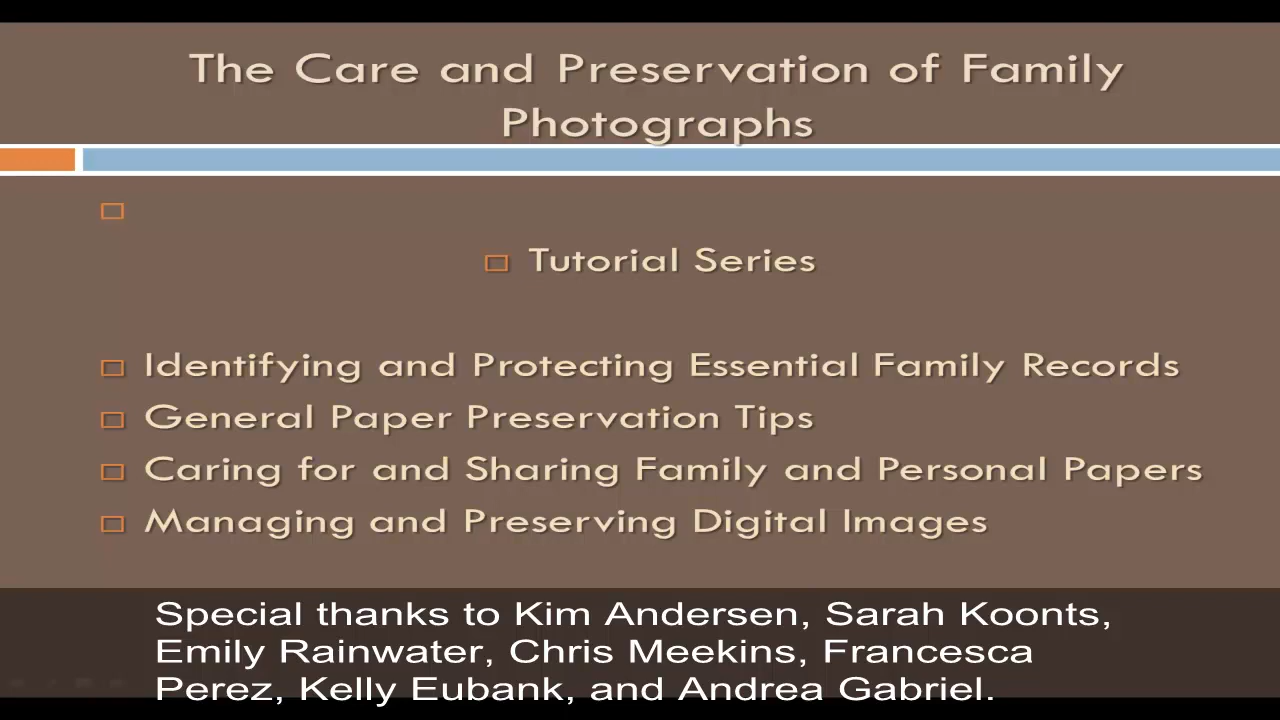 The Care and Preservation of Family
Photographs
Tutorial Series
Identifying and Protecting Essential Family Records
General Paper Preservation Tips
Caring for and Sharing Family and Personal Papers
Managing and Preserving Digital Images
Special thanks to Kim Andersen, Sarah Koonts,
Emily Rainwater, Chris Meekins, Francesca
Perez, Kelly Eubank, and Andrea Gabriel.